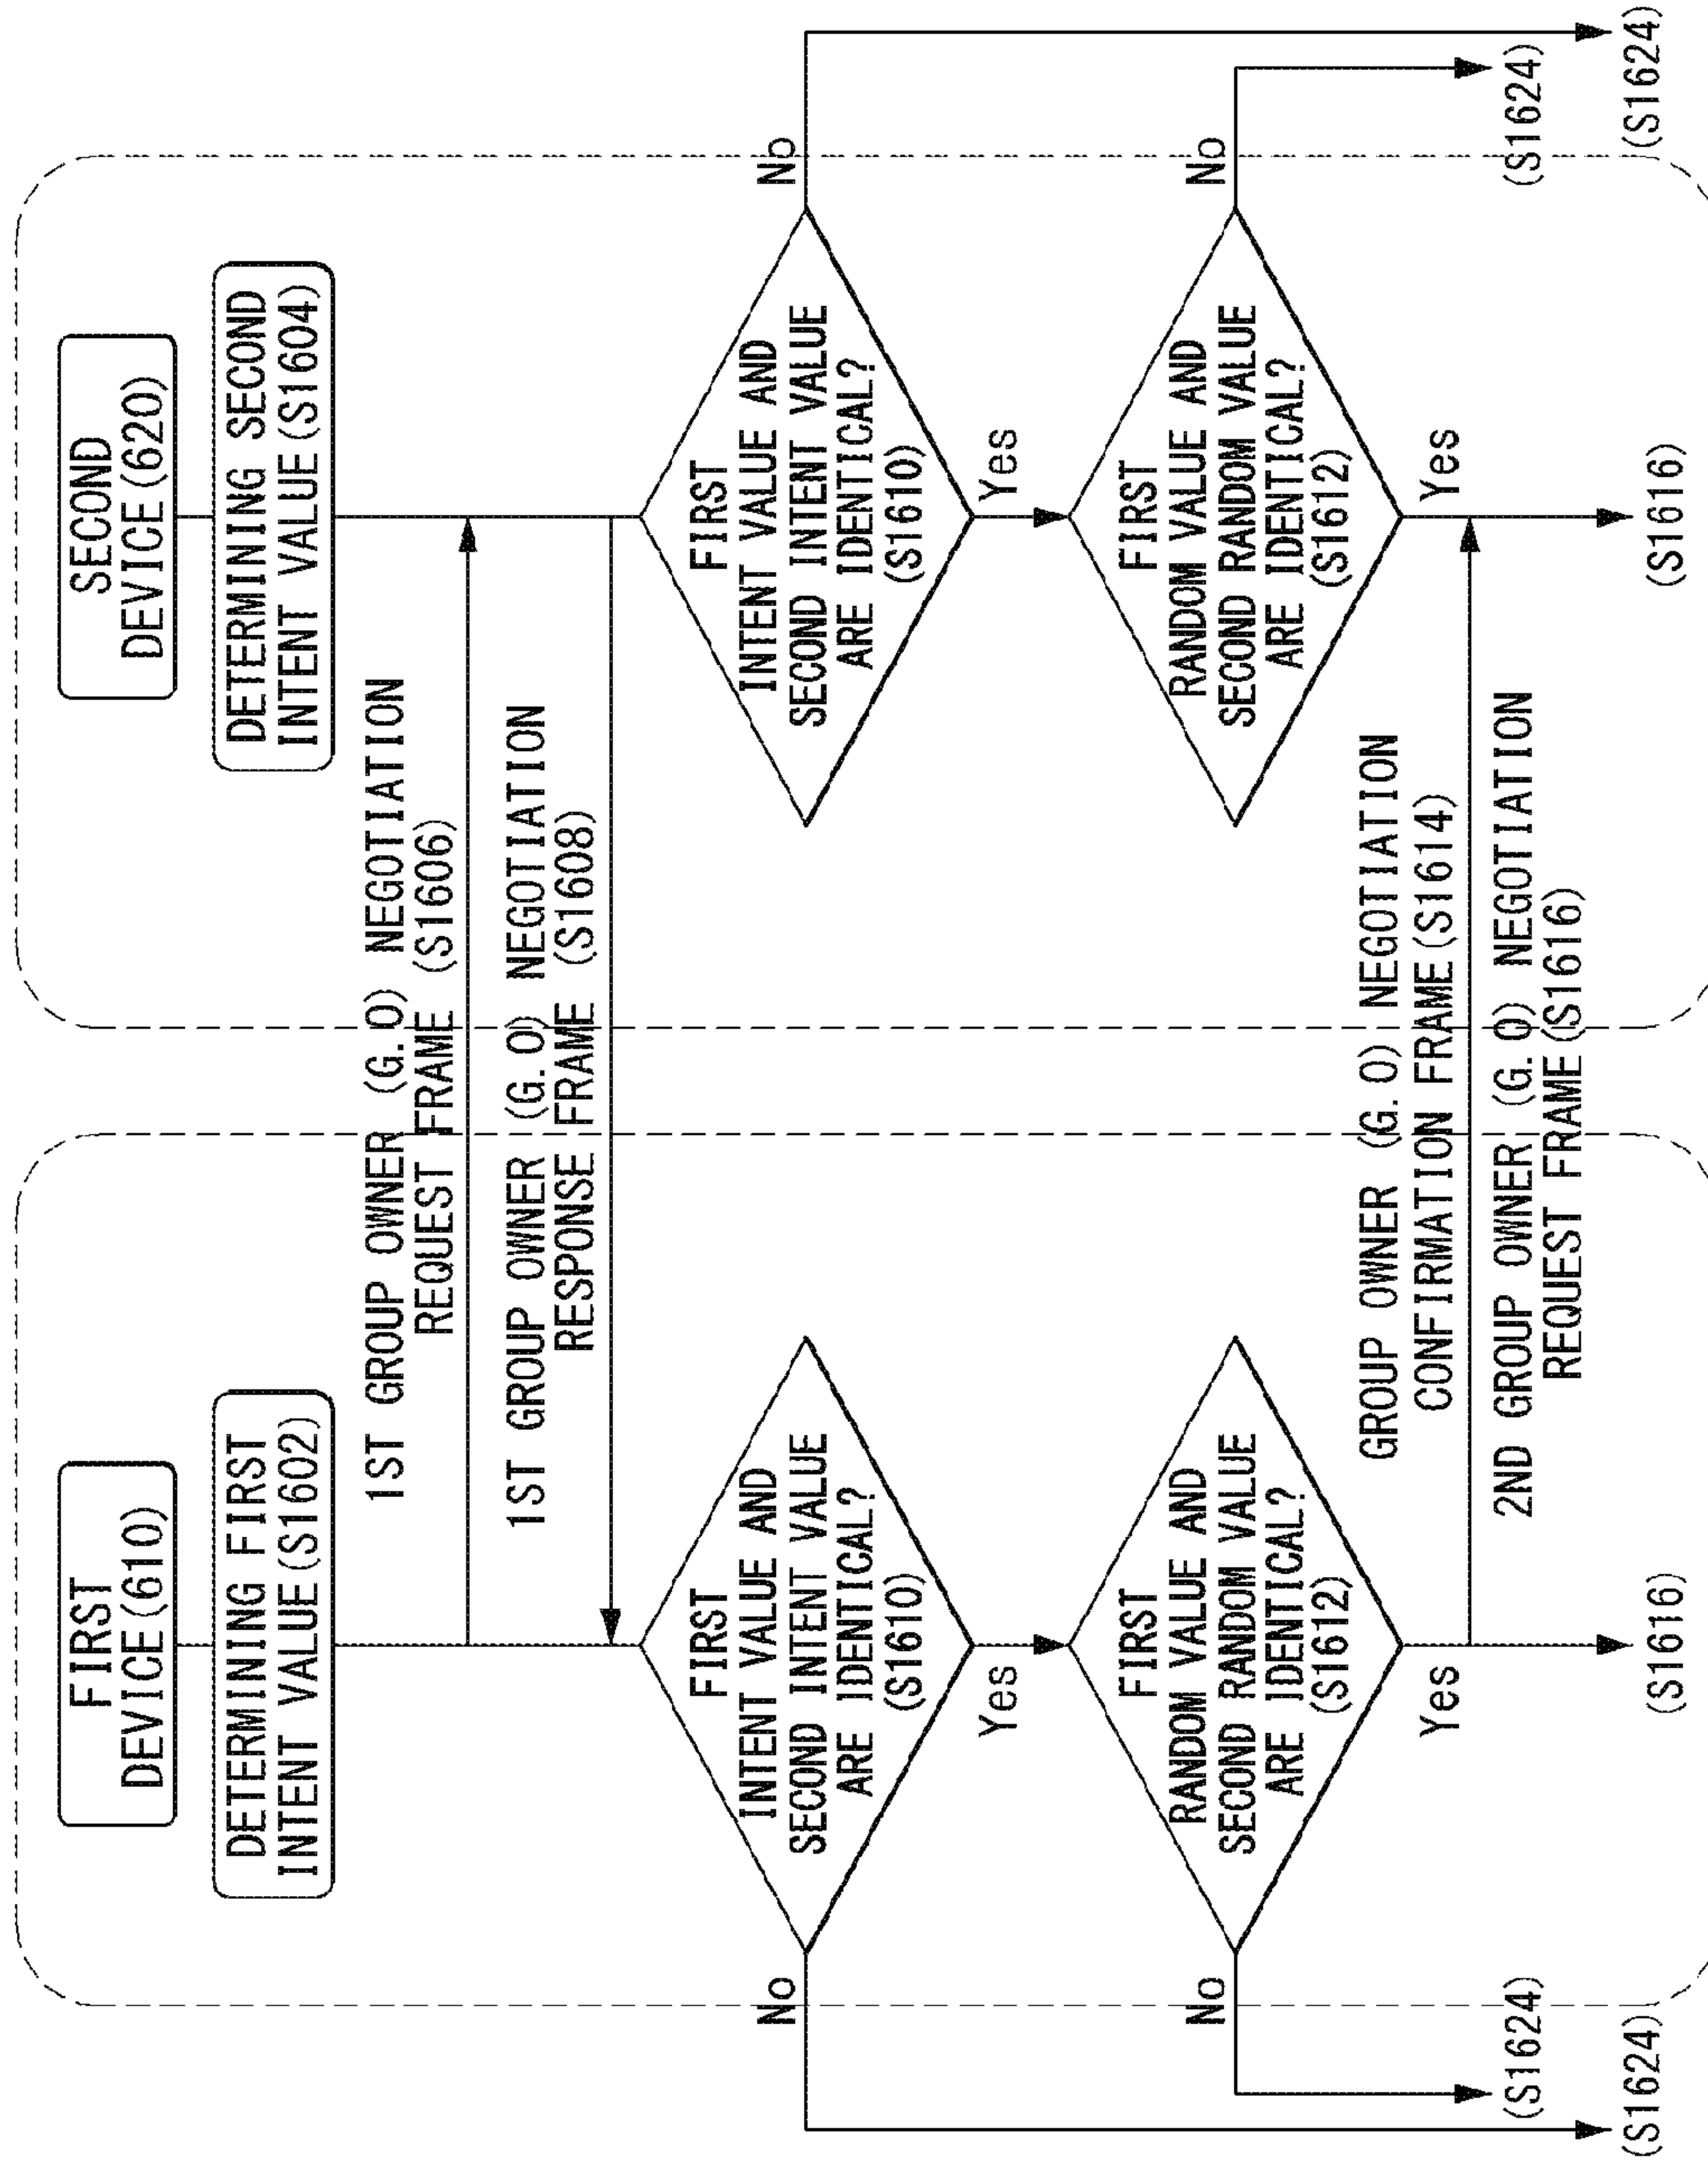 FIRST
DEVICE(610)
SECOND
DEVICE(620)
DETERMINING FIRST
INTENT VALUE(S1602)
DETERMINING SECOND
INTENT VALUE(S1604)
1ST GROUP OWNER (G.O) NEGOTIATION
REQUEST FRAME (S1606)
1ST GROUP OWNER (G.O) NEGOTIATION
RESPONSE FRAME (S1608)
FIRST
INTENT VALUE AND
SECOND INTENT VALUE
ARE IDENTICAL?
(S1610)
No
Yes
FIRST
INTENT VALUE AND
SECOND INTENT VALUE
ARE IDENTICAL?
(S1610)
No
Yes
FIRST
RANDOM VALUE AND
SECOND RANDOM VALUE
ARE IDENTICAL?
(S1612)
No
Yes
FIRST
RANDOM VALUE AND
SECOND RANDOM VALUE
ARE IDENTICAL?
(S1612)
No
Yes
GROUP OWNER (G.O) NEGOTIATION
CONFIRMATION FRAME(S1614)
2ND GROUP OWNER (G.O) NEGOTIATION
REQUEST FRAME(S1616)
(S1624)
(S1624)
(S1624)
(S1624)
(S1616)
(S1616)